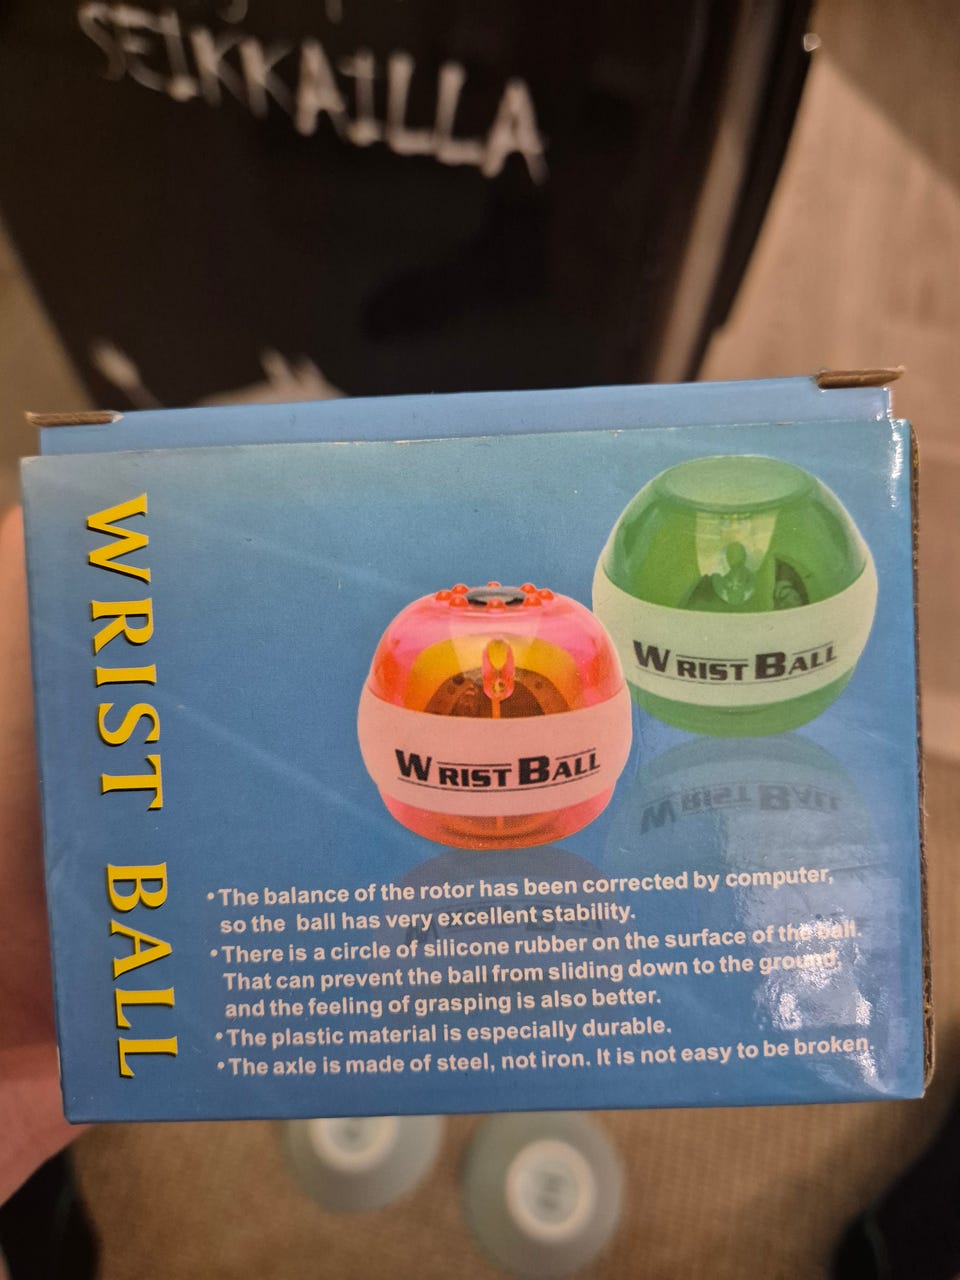 SEIKKAILLA
WRIST BALL
WRIST BALL
WRIST BALL
• The balance of the rotor has been corrected by computer,
so the ball has very excellent stability.
• There is a circle of silicone rubber on the surface of the ball.
That can prevent the ball from sliding down to the ground,
and the feeling of grasping is also better.
• The plastic material is especially durable.
• The axle is made of steel, not iron. It is not easy to be broken.